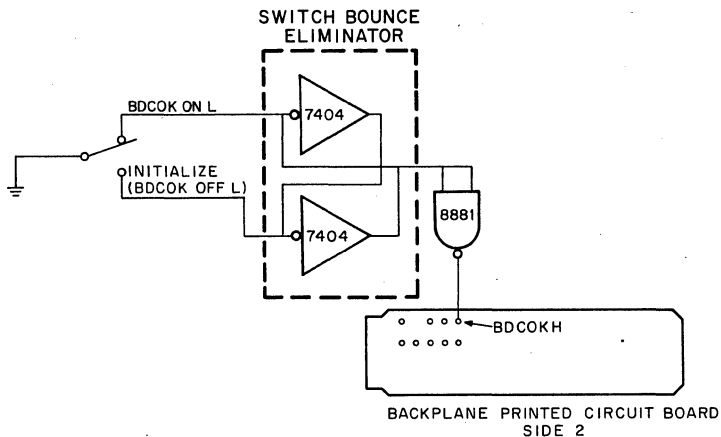 SWITCH BOUNCE
ELIMINATOR
BDCOK ON L
7404
INITIALIZE
(BDCOK OFF L)
7404
8881
BDCOKH
BACKPLANE PRINTED CIRCUIT BOARD
SIDE 2